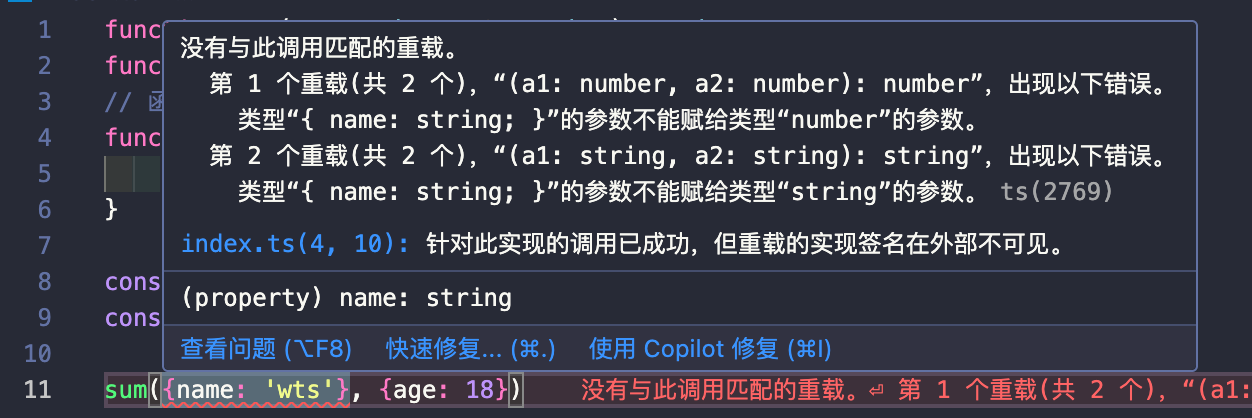 1 func
没有与此调用匹配的重载。
2 func
第 1 个重载(共 2 个)，“(a1: number, a2: number): number”，出现以下错误。
3 //
类型“{ name: string; }”的参数不能赋给类型“number”的参数。
4 func
第 2 个重载(共 2 个)，“(a1: string, a2: string): string”，出现以下错误。
5
类型“{ name: string; }”的参数不能赋给类型“string”的参数。 ts(2769)
6 }
7
index.ts(4, 10): 针对此实现的调用已成功，但重载的实现签名在外部不可见。
8 cons
(property) name: string
9 cons
10
查看问题 (⌥F8) 快速修复... (⌘.) 使用 Copilot 修复 (⌘I)
11 sum({name: 'wts'}, {age: 18}) 没有与此调用匹配的重载。⏎ 第 1 个重载(共 2 个)，“(a1: